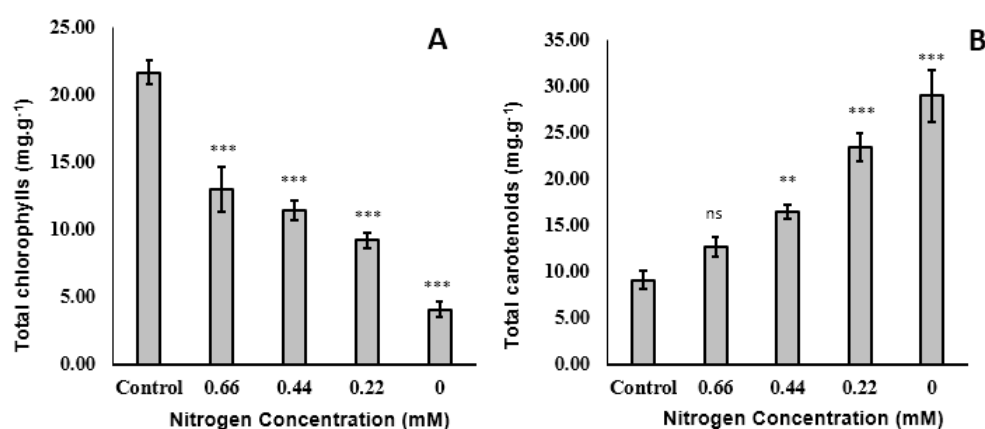 A
Total chlorophylls (mg.g-1)
25.00
20.00
15.00
10.00
5.00
0.00
***
***
***
***
Control 0.66 0.44 0.22 0
Nitrogen Concentration (mM)
B
Total carotenoids (mg.g-1)
35.00
30.00
25.00
20.00
15.00
10.00
5.00
0.00
ns
**
***
***
Control 0.66 0.44 0.22 0
Nitrogen Concentration (mM)